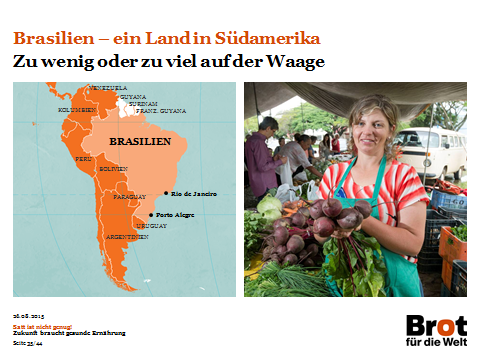 Brasilien – ein Land in Südamerika
Zu wenig oder zu viel auf der Waage
VENEZUELA
GUYANA
SURINAM
FRANZ. GUYANA
KOLUMBIEN
BRASILIEN
PERU
BOLIVIEN
Rio de Janeiro
PARAGUAY
Porto Alegre
URUGUAY
ARGENTINIEN
26.08.2015
Satt ist nicht genug!
Zukunft braucht gesunde Ernährung
Seite 35/44
Brot
für die Welt